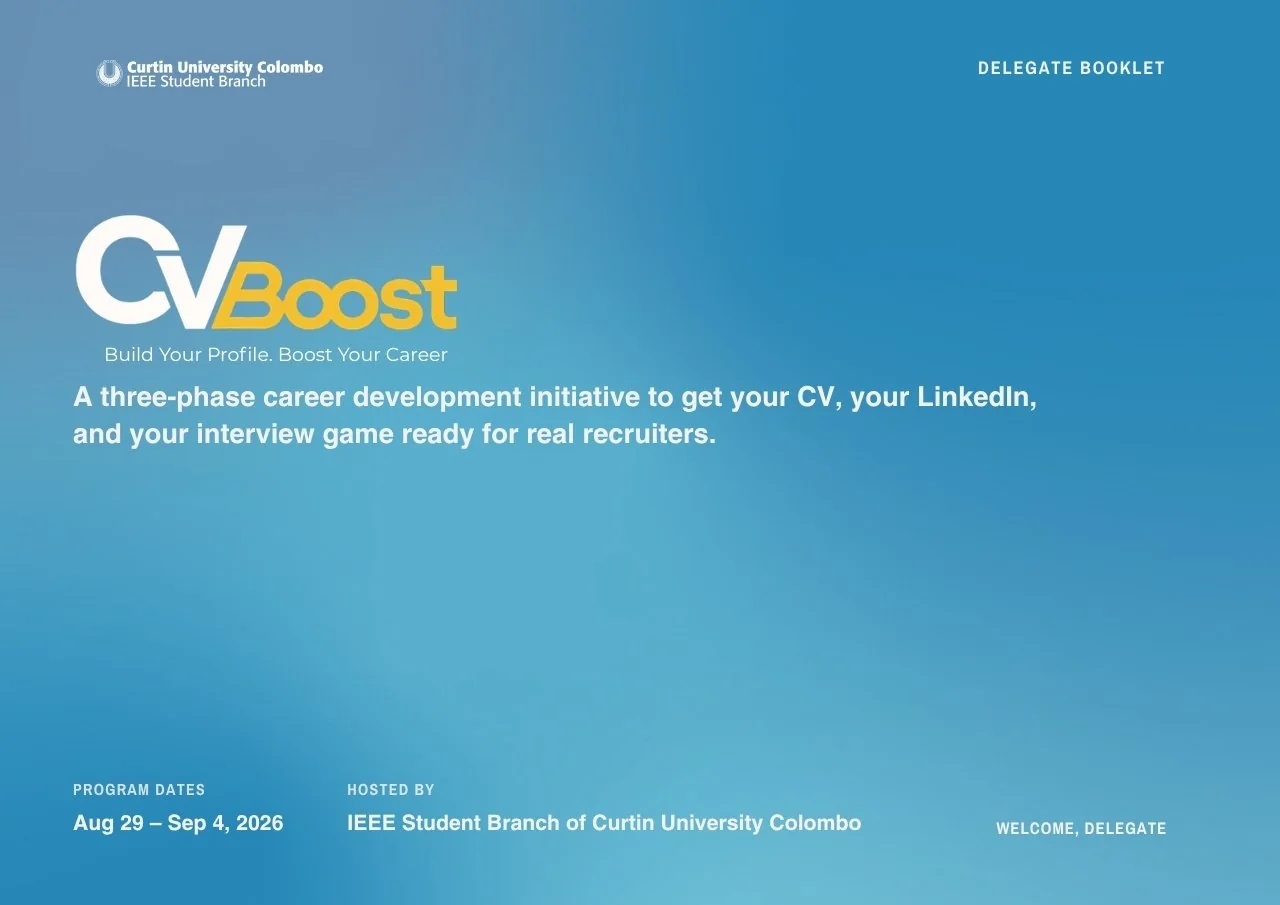 Curtin University Colombo
IEEE Student Branch
DELEGATE BOOKLET
CVBoost
Build Your Profile. Boost Your Career
A three-phase career development initiative to get your CV, your LinkedIn,
and your interview game ready for real recruiters.
PROGRAM DATES
Aug 29 – Sep 4, 2026
HOSTED BY
IEEE Student Branch of Curtin University Colombo
WELCOME, DELEGATE